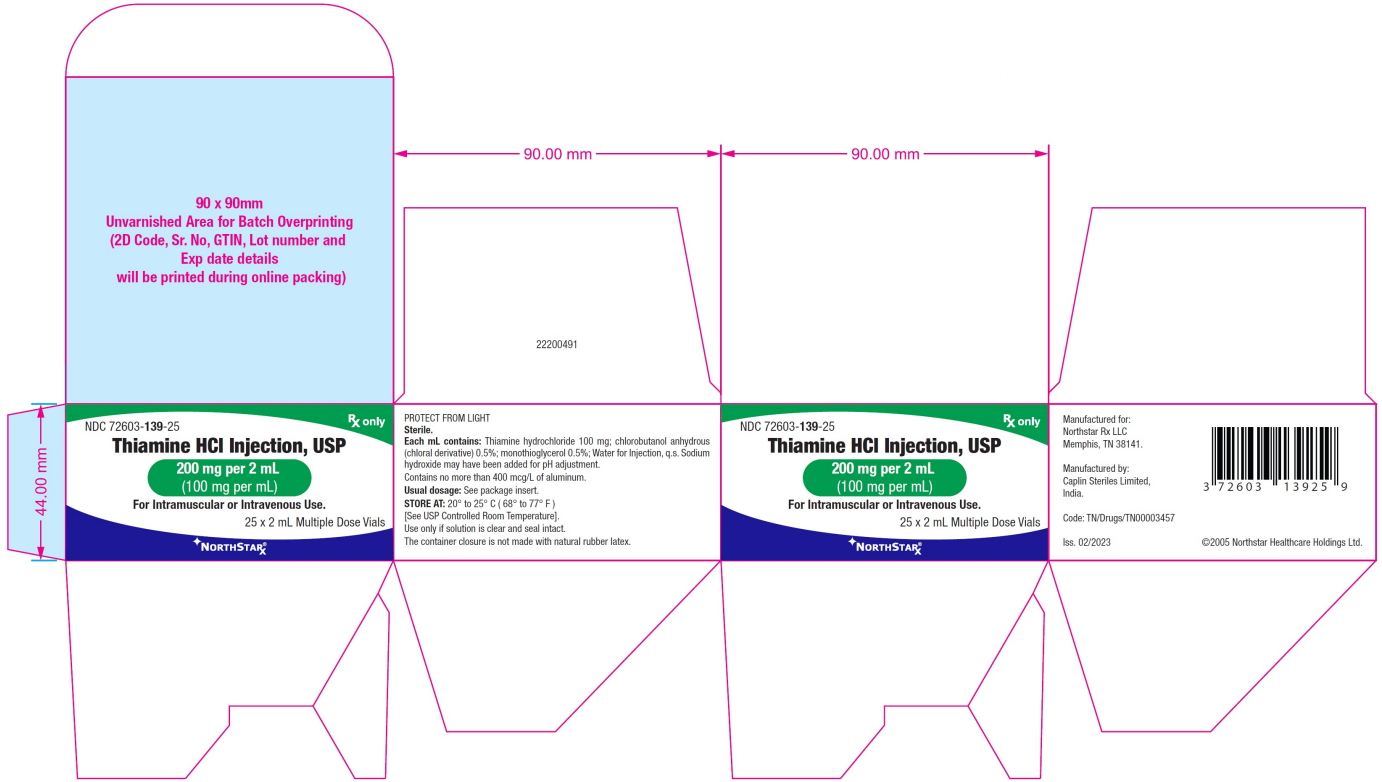 90.00 mm
90.00 mm
90 x 90mm
Unvarnished Area for Batch Overprinting
(2D Code, Sr. No, GTIN, Lot number and
Exp date details
will be printed during online packing)
22200491
44.00 mm
Rx only
NDC 72603-139-25
Thiamine HCl Injection, USP
200 mg per 2 mL
(100 mg per mL)
For Intramuscular or Intravenous Use.
25 x 2 mL Multiple Dose Vials
NORTHSTARx®
PROTECT FROM LIGHT
Sterile.
Each mL contains: Thiamine hydrochloride 100 mg; chlorobutanol anhydrous
(chloral derivative) 0.5%; monothioglycerol 0.5%; Water for Injection, q.s. Sodium
hydroxide may have been added for pH adjustment.
Contains no more than 400 mcg/L of aluminum.
Usual dosage: See package insert.
STORE AT: 20° to 25° C ( 68° to 77° F )
[See USP Controlled Room Temperature].
Use only if solution is clear and seal intact.
The container closure is not made with natural rubber latex.
Rx only
NDC 72603-139-25
Thiamine HCl Injection, USP
200 mg per 2 mL
(100 mg per mL)
For Intramuscular or Intravenous Use.
25 x 2 mL Multiple Dose Vials
NORTHSTARx®
Manufactured for:
Northstar Rx LLC
Memphis, TN 38141.
Manufactured by:
Caplin Steriles Limited,
India.
Code: TN/Drugs/TN00003457
Iss. 02/2023
3 72603 13925 9
©2005 Northstar Healthcare Holdings Ltd.